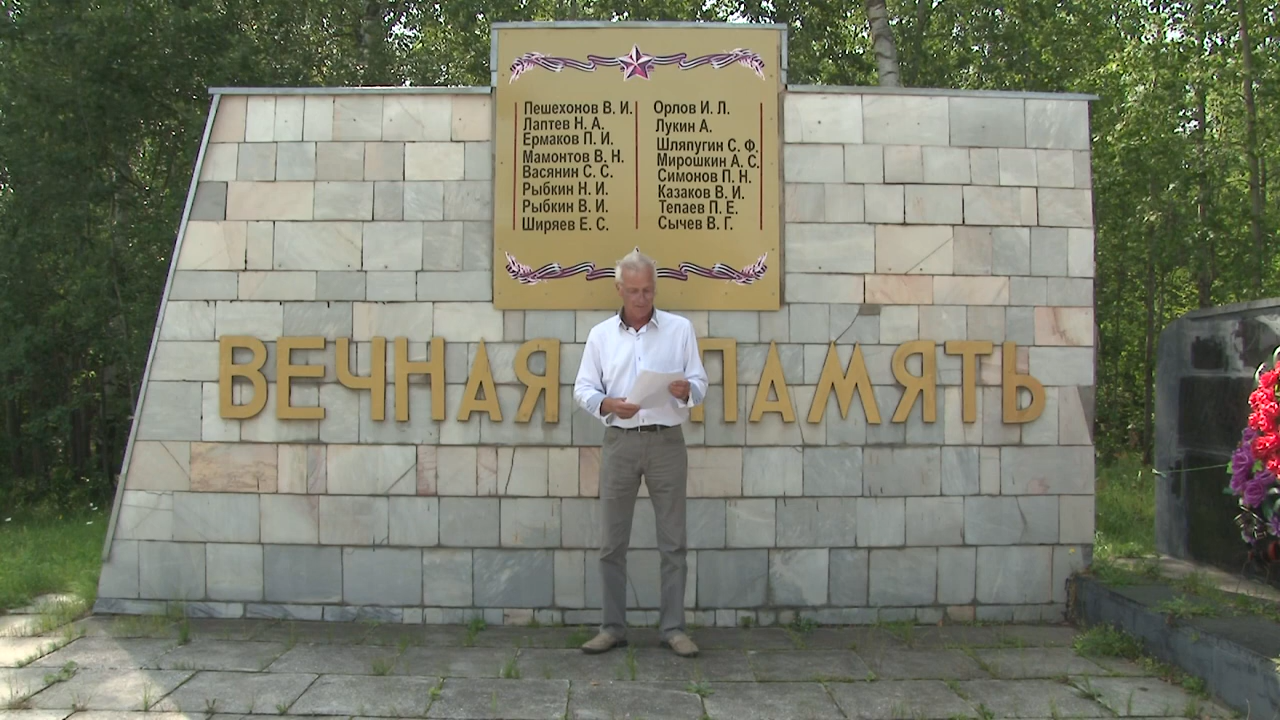 Пешехонов В. И.
Лаптев Н. А.
Ермаков П. И.
Мамонтов В. Н.
Васянин С. С.
Рыбкин Н. И.
Рыбкин В. И.
Ширяев Е. С.
Орлов И. Л.
Лукин А.
Шляпугин С. Ф.
Мирошкин А. С.
Симонов П. Н.
Казаков В. И.
Тепаев П. Е.
Сычев В. Г.
ВЕЧНАЯ ПАМЯТЬ